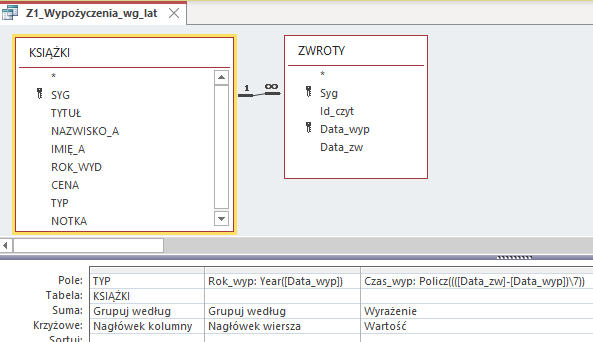 Z1_Wypożyczenia_wg_lat
KSIĄŻKI
*
SYG
TYTUŁ
NAZWISKO_A
IMIĘ_A
ROK_WYD
CENA
TYP
NOTKA
1 ∞
ZWROTY
*
Syg
Id_czyt
Data_wyp
Data_zw
Pole: TYP Rok_wyp: Year([Data_wyp]) Czas_wyp: Policz((([Data_zw]-[Data_wyp])\7))
Tabela: KSIĄŻKI
Suma: Grupuj według Grupuj według Wyrażenie
Krzyżowe: Nagłówek kolumny Nagłówek wiersza Wartość
Sortuj: